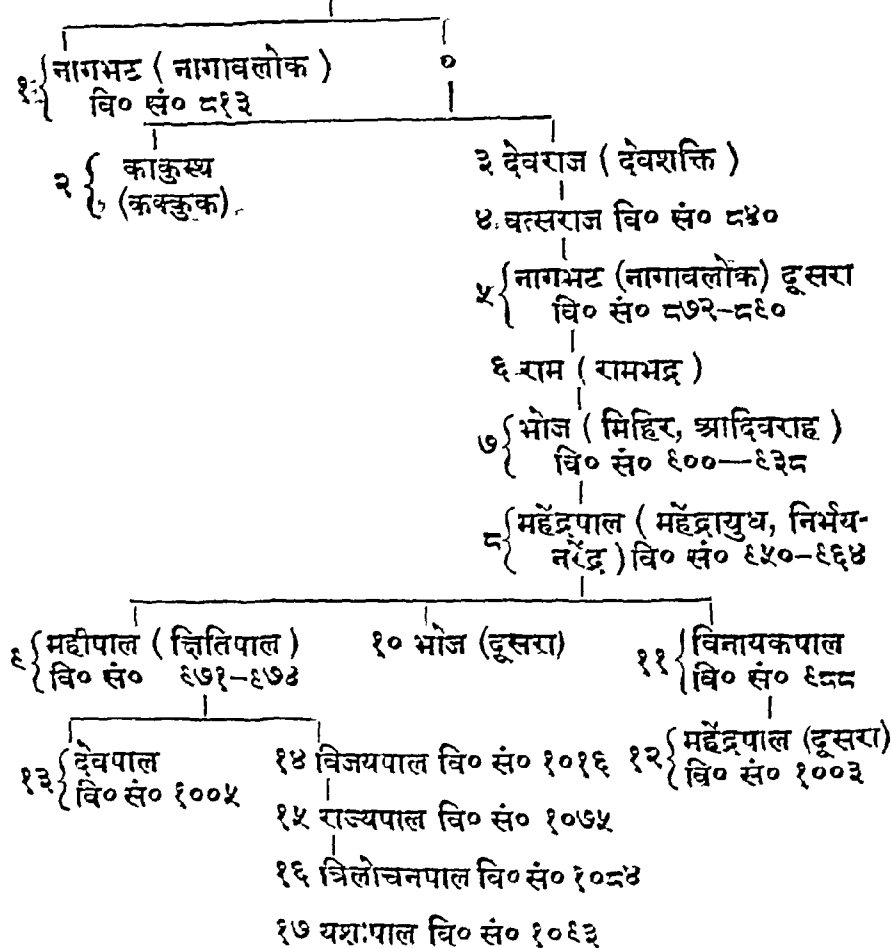 १ { नागभट ( नागावलोक )
वि० सं० ८१३
०
२ { काकुस्थ
(कक्कुक)
३ देवराज ( देवशक्ति )
४ वत्सराज वि० सं० ८४०
५ { नागभट (नागावलोक) दूसरा
वि० सं० ८७२-८९०
६ राम ( रामभद्र )
७ { भोज ( मिहिर, आदिवराह )
वि० सं० ९००—९३८
८ { महेंद्रपाल ( महेंद्रायुध, निर्भय-
नरेंद्र ) वि० सं० ९५०-९६४
९ { महीपाल ( क्षितिपाल )
वि० सं० ९७१-९७४
१० भोज (दूसरा)
११ { विनायकपाल
वि० सं० ९८८
१३ { देवपाल
वि० सं० १००५
१४ विजयपाल वि० सं० १०१६
१२ { महेंद्रपाल (दूसरा)
वि० सं० १००३
१५ राज्यपाल वि० सं० १०७५
१६ त्रिलोचनपाल वि० सं० १०८४
१७ यशःपाल वि० सं० १०९३